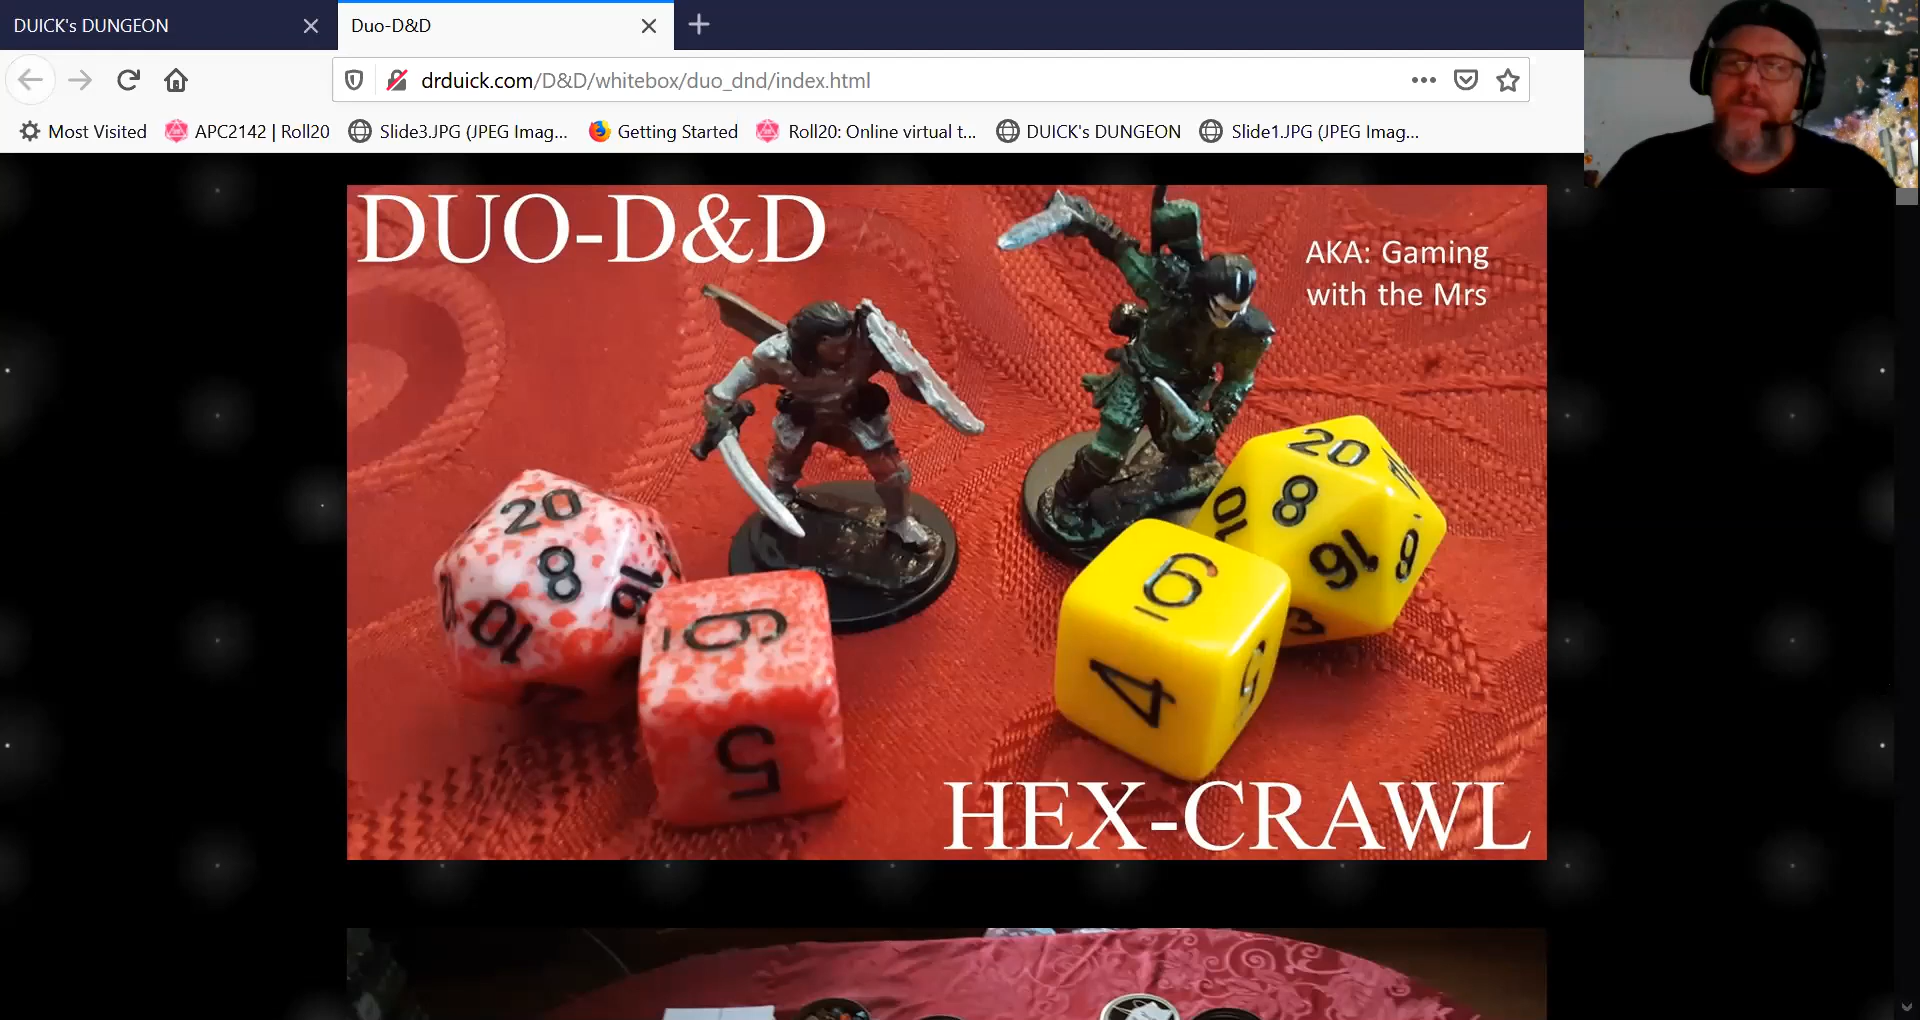 DUICK's DUNGEON
Duo-D&D
drduick.com/D&D/whitebox/duo_dnd/index.html
Most Visited
APC2142 | Roll20
Slide3.JPG (JPEG Imag...
Getting Started
Roll20: Online virtual t...
DUICK's DUNGEON
Slide1.JPG (JPEG Imag...
DUO-D&D
AKA: Gaming
with the Mrs
20
8
16
10
6
5
20
8
10
16
6
4
HEX-CRAWL